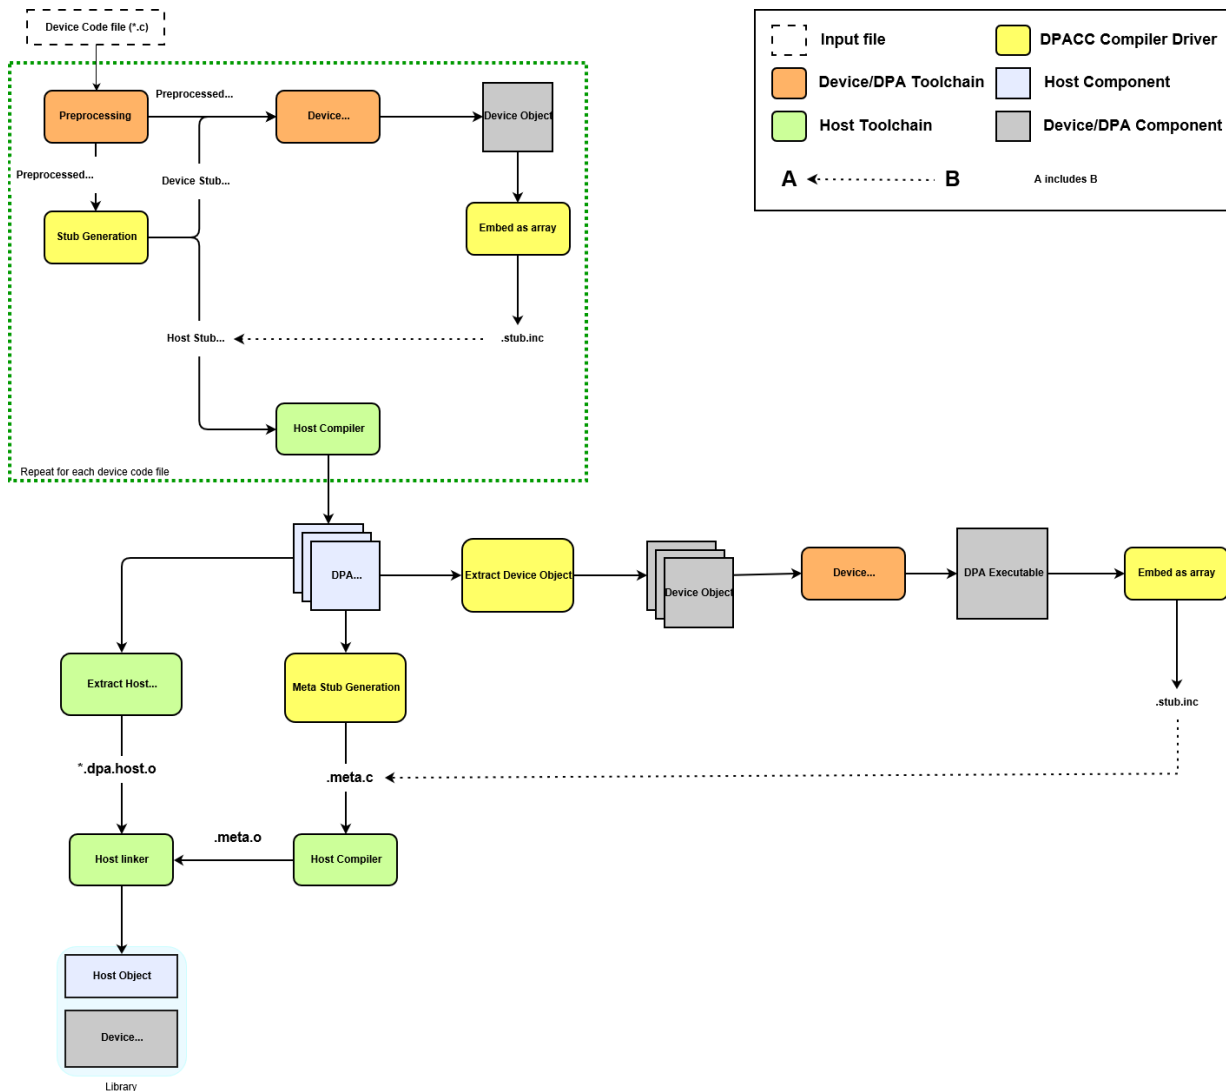 Device Code file (*.c)
Input file
DPACC Compiler Driver
Device/DPA Toolchain
Host Component
Host Toolchain
Device/DPA Component
A
B
A includes B
Preprocessing
Preprocessed...
Device...
Device Object
Preprocessed...
Device Stub...
Stub Generation
Embed as array
Host Stub...
.stub.inc
Host Compiler
Repeat for each device code file
DPA...
Extract Device Object
Device Object
Device...
DPA Executable
Embed as array
Extract Host...
Meta Stub Generation
.stub.inc
*.dpa.host.o
.meta.c
Host linker
.meta.o
Host Compiler
Host Object
Device...
Library